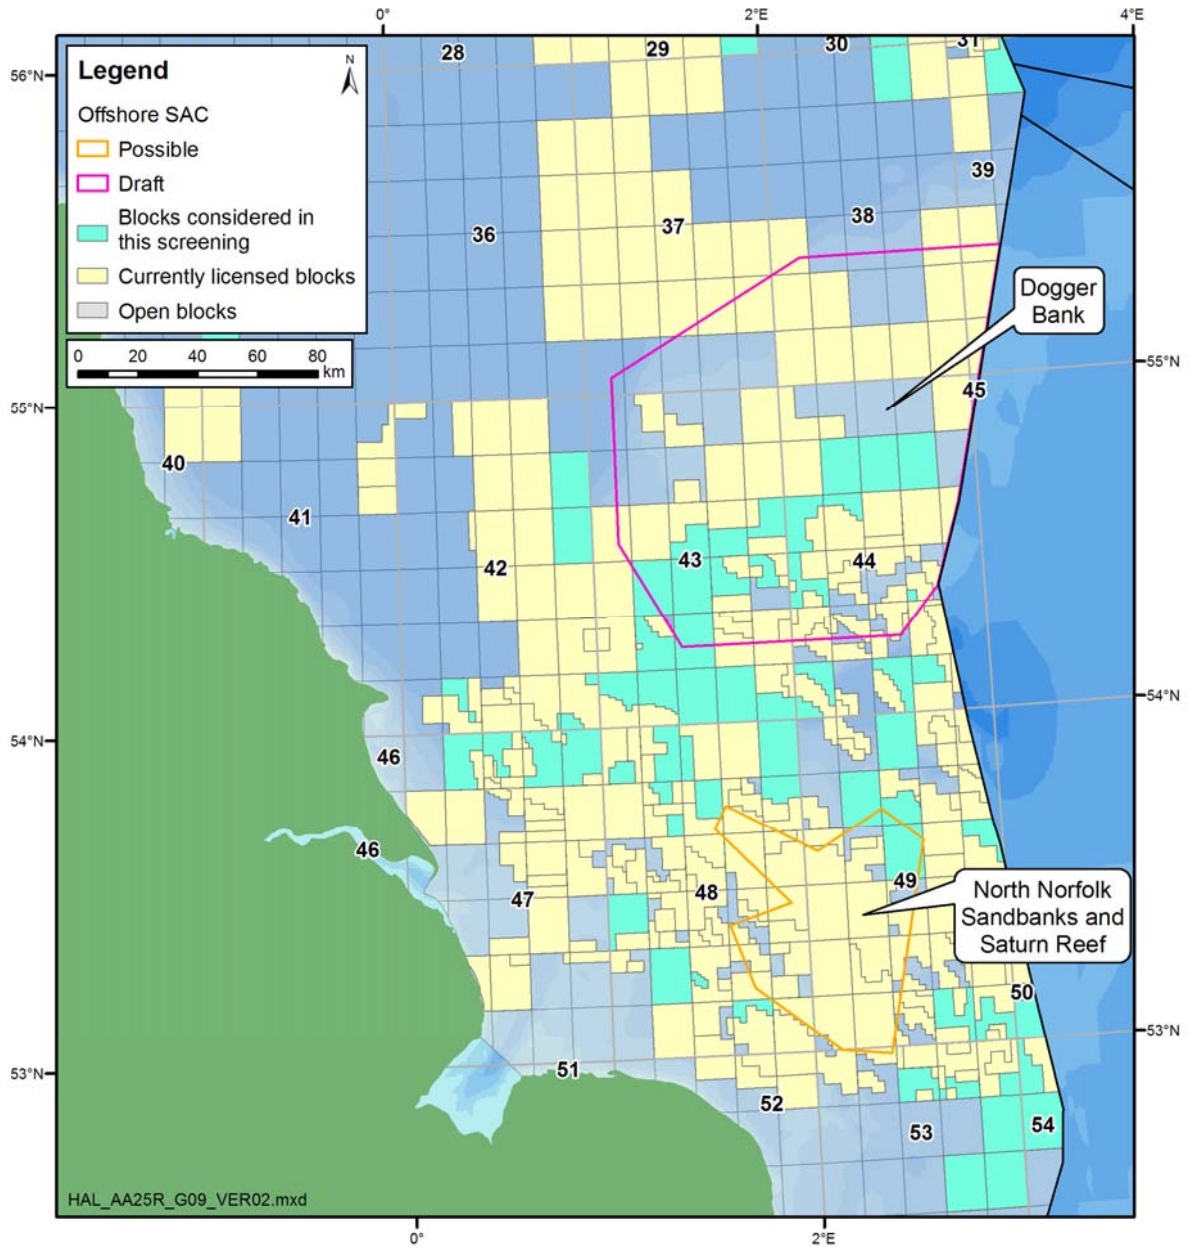 0°
2°E
4°E
28
29
30
31
56°N
Legend
N
Offshore SAC
Possible
Draft
Blocks considered in
this screening
Currently licensed blocks
Open blocks
0 20 40 60 80
km
39
38
37
36
Dogger
Bank
55°N
45
55°N
40
41
43
44
42
54°N
54°N
46
46
49
48
47
North Norfolk
Sandbanks and
Saturn Reef
50
53°N
51
53°N
52
54
53
HAL_AA25R_G09_VER02.mxd
0°
2°E